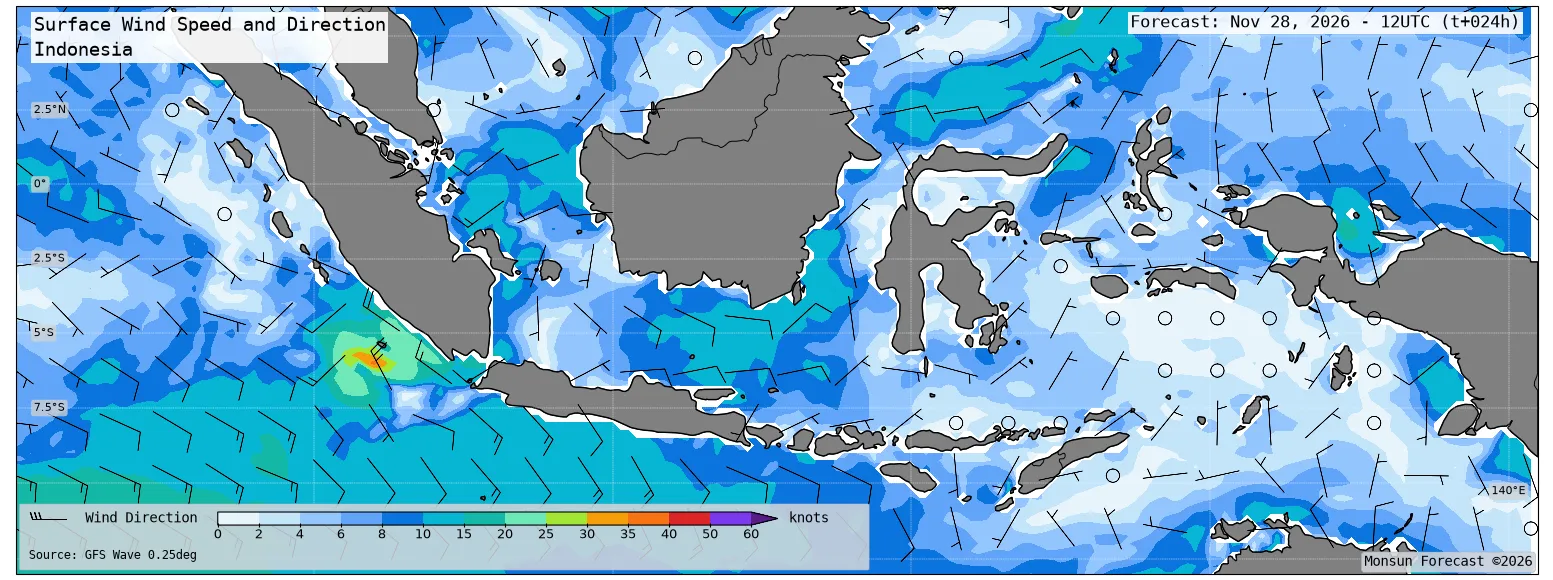 Surface Wind Speed and Direction
Indonesia
Forecast: Nov 28, 2026 - 12UTC (t+024h)
2.5°N
0°
2.5°S
5°S
7.5°S
140°E
Wind Direction
knots
0 2 4 6 8 10 15 20 25 30 35 40 50 60
Source: GFS Wave 0.25deg
Monsun Forecast ©2026